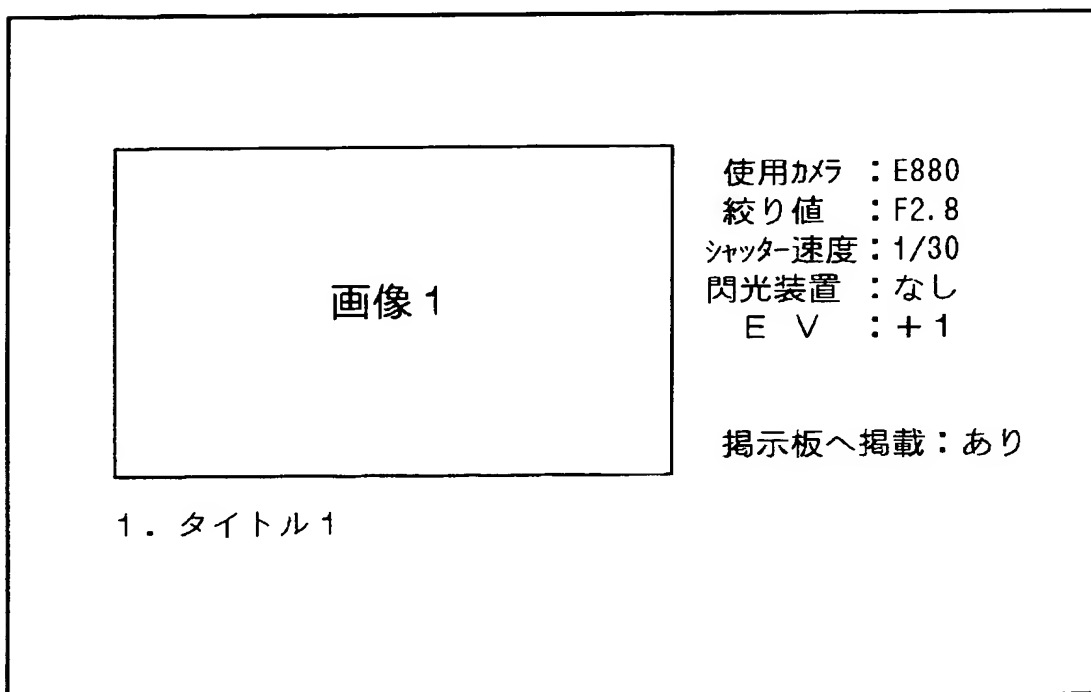 画像1
使用ｶﾒﾗ ：E880
絞り値 ：F2.8
ｼｬｯﾀｰ速度：1/30
閃光装置 ：なし
Ｅ Ｖ ：＋1
掲示板へ掲載：あり
1．タイトル1